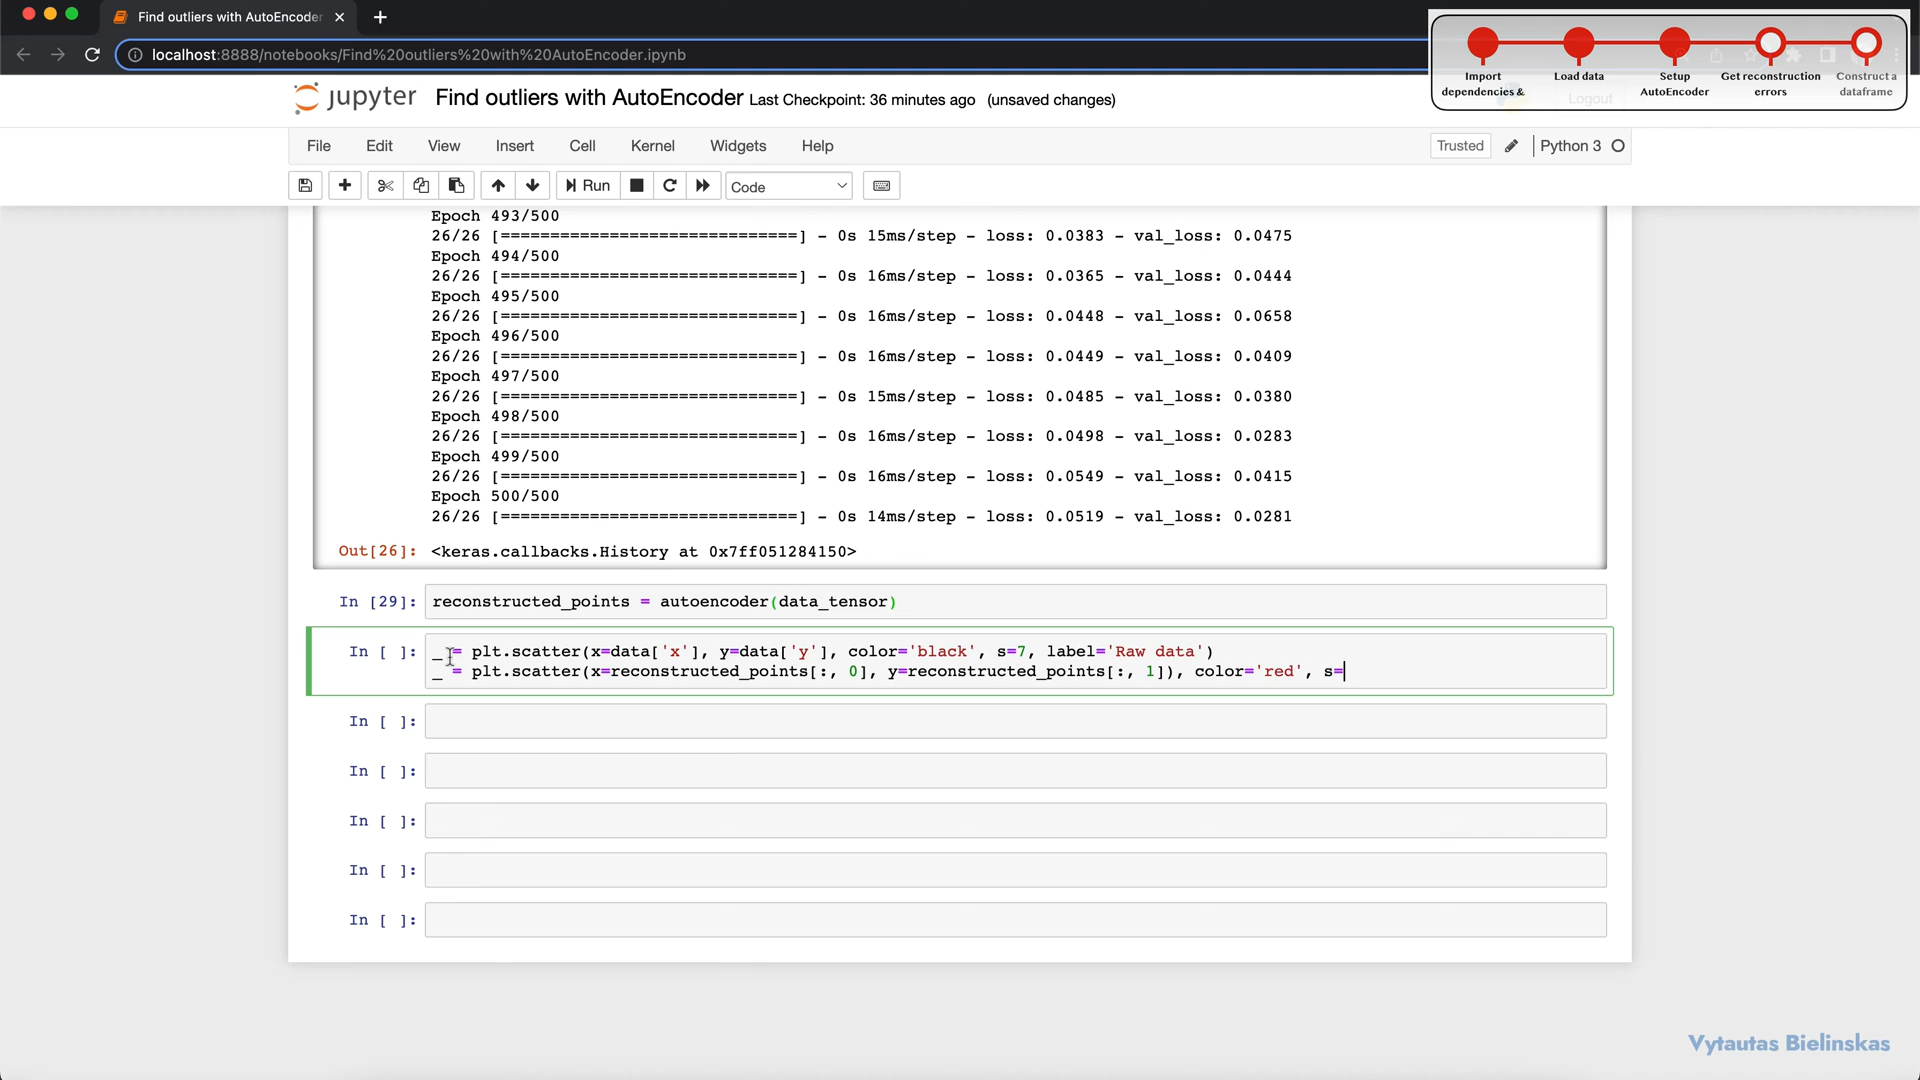 Find outliers with AutoEncoder
localhost:8888/notebooks/Find%20outliers%20with%20AutoEncoder.ipynb
Import dependencies &
Load data
Setup AutoEncoder
Get reconstruction errors
Construct a dataframe
jupyter Find outliers with AutoEncoder Last Checkpoint: 36 minutes ago (unsaved changes)
Logout
File Edit View Insert Cell Kernel Widgets Help
Trusted Python 3
Run Code
Epoch 493/500
26/26 [==============================] - 0s 15ms/step - loss: 0.0383 - val_loss: 0.0475
Epoch 494/500
26/26 [==============================] - 0s 16ms/step - loss: 0.0365 - val_loss: 0.0444
Epoch 495/500
26/26 [==============================] - 0s 16ms/step - loss: 0.0448 - val_loss: 0.0658
Epoch 496/500
26/26 [==============================] - 0s 16ms/step - loss: 0.0449 - val_loss: 0.0409
Epoch 497/500
26/26 [==============================] - 0s 15ms/step - loss: 0.0485 - val_loss: 0.0380
Epoch 498/500
26/26 [==============================] - 0s 16ms/step - loss: 0.0498 - val_loss: 0.0283
Epoch 499/500
26/26 [==============================] - 0s 16ms/step - loss: 0.0549 - val_loss: 0.0415
Epoch 500/500
26/26 [==============================] - 0s 14ms/step - loss: 0.0519 - val_loss: 0.0281
Out[26]: <keras.callbacks.History at 0x7ff051284150>
In [29]: reconstructed_points = autoencoder(data_tensor)
In [ ]: _ = plt.scatter(x=data['x'], y=data['y'], color='black', s=7, label='Raw data')
_ = plt.scatter(x=reconstructed_points[:, 0], y=reconstructed_points[:, 1]), color='red', s=
In [ ]:
In [ ]:
In [ ]:
In [ ]:
In [ ]:
Vytautas Bielinskas